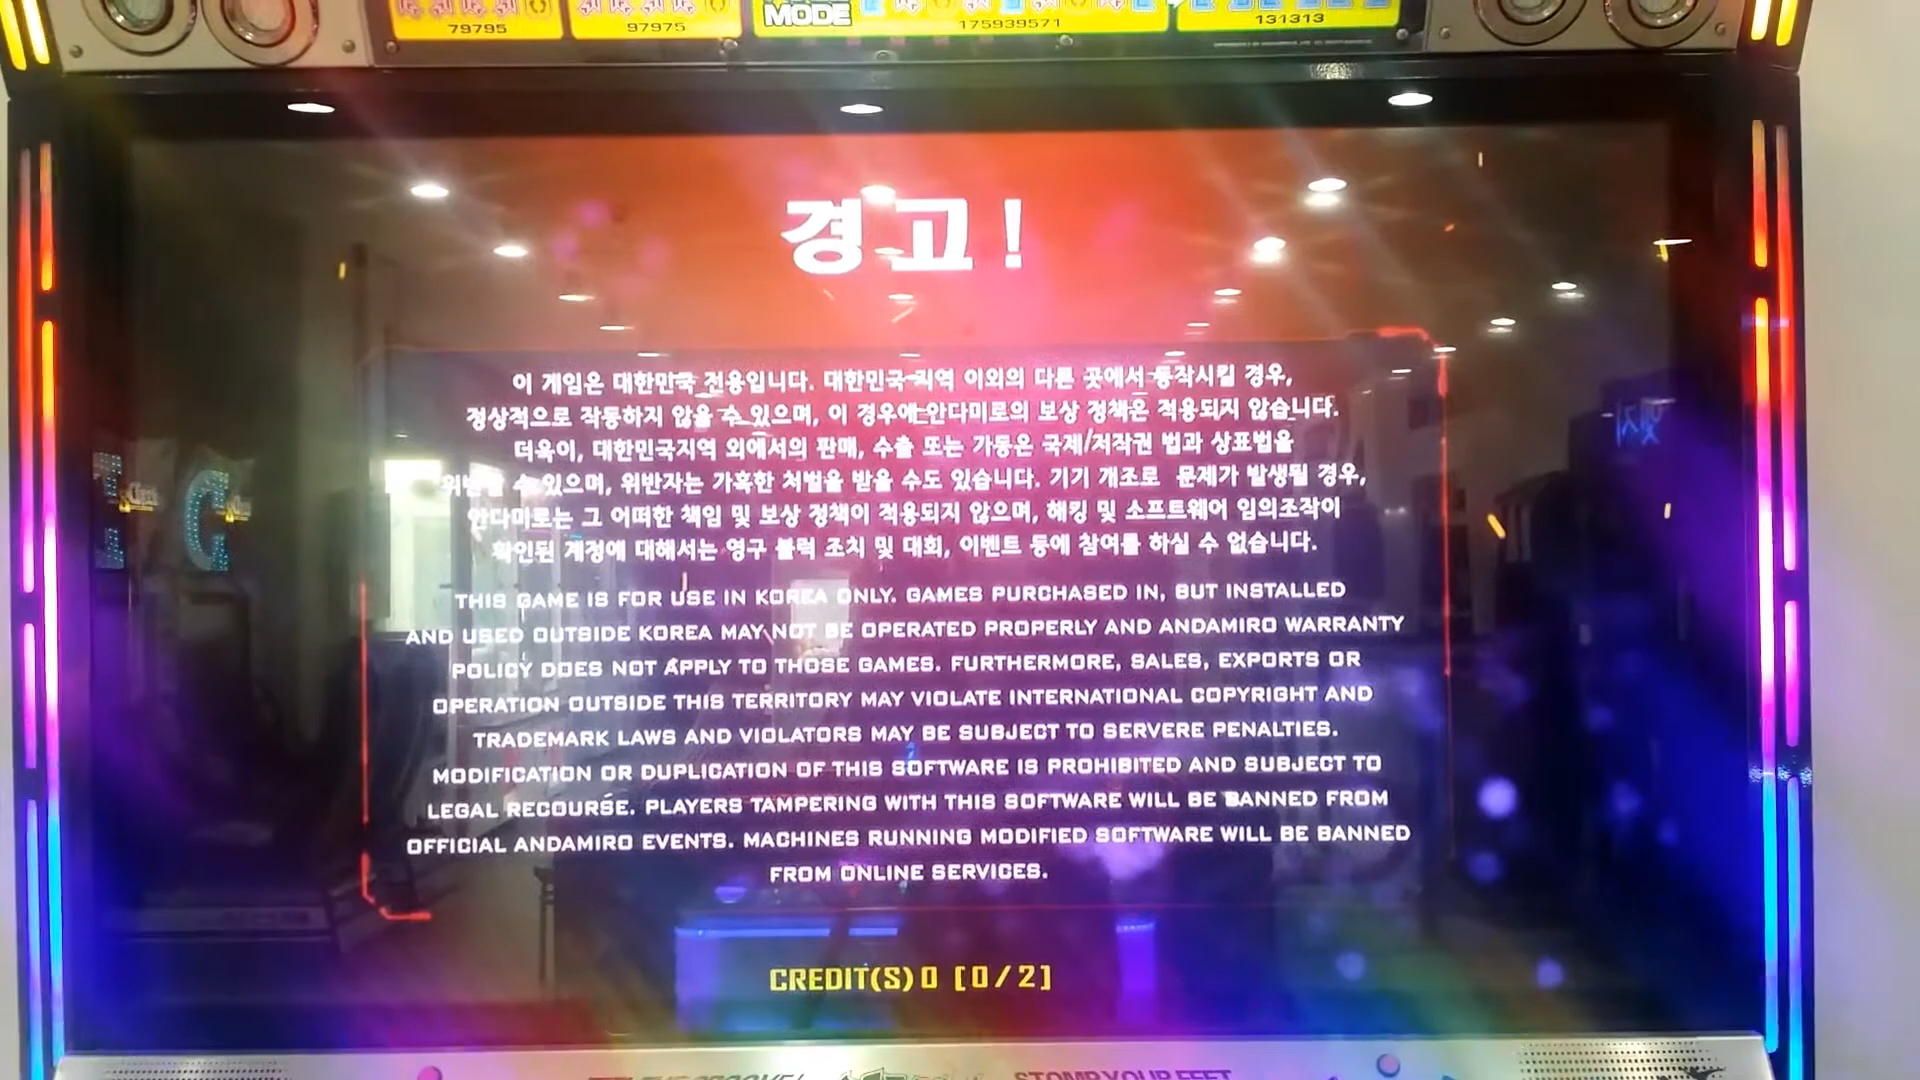 79795
97975
MODE
175939571
131313
경고!
이 게임은 대한민국 전용입니다. 대한민국 지역 이외의 다른 곳에서 동작시킬 경우,
정상적으로 작동하지 않을 수 있으며, 이 경우에 안다미로의 보상 정책은 적용되지 않습니다.
더욱이, 대한민국지역 외에서의 판매, 수출 또는 가동은 국제/저작권 법과 상표법을
위반할 수 있으며, 위반자는 가혹한 처벌을 받을 수도 있습니다. 기기 개조로 문제가 발생될 경우,
안다미로는 그 어떠한 책임 및 보상 정책이 적용되지 않으며, 해킹 및 소프트웨어 임의조작이
확인된 계정에 대해서는 영구 블럭 조치 및 대회, 이벤트 등에 참여를 하실 수 없습니다.
THIS GAME IS FOR USE IN KOREA ONLY. GAMES PURCHASED IN, BUT INSTALLED
AND USED OUTSIDE KOREA MAY NOT BE OPERATED PROPERLY AND ANDAMIRO WARRANTY
POLICY DOES NOT APPLY TO THOSE GAMES. FURTHERMORE, SALES, EXPORTS OR
OPERATION OUTSIDE THIS TERRITORY MAY VIOLATE INTERNATIONAL COPYRIGHT AND
TRADEMARK LAWS AND VIOLATORS MAY BE SUBJECT TO SERVERE PENALTIES.
MODIFICATION OR DUPLICATION OF THIS SOFTWARE IS PROHIBITED AND SUBJECT TO
LEGAL RECOURSE. PLAYERS TAMPERING WITH THIS SOFTWARE WILL BE BANNED FROM
OFFICIAL ANDAMIRO EVENTS. MACHINES RUNNING MODIFIED SOFTWARE WILL BE BANNED
FROM ONLINE SERVICES.
CREDIT(S) 0 [0/2]
STOMP YOUR FEET